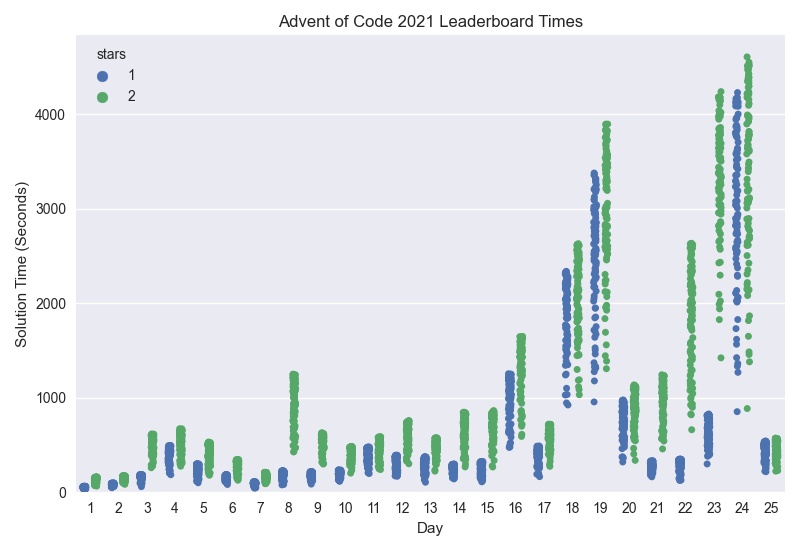 Advent of Code 2021 Leaderboard Times
stars
1
2
4000
3000
2000
1000
0
Solution Time (Seconds)
1 2 3 4 5 6 7 8 9 10 11 12 13 14 15 16 17 18 19 20 21 22 23 24 25
Day